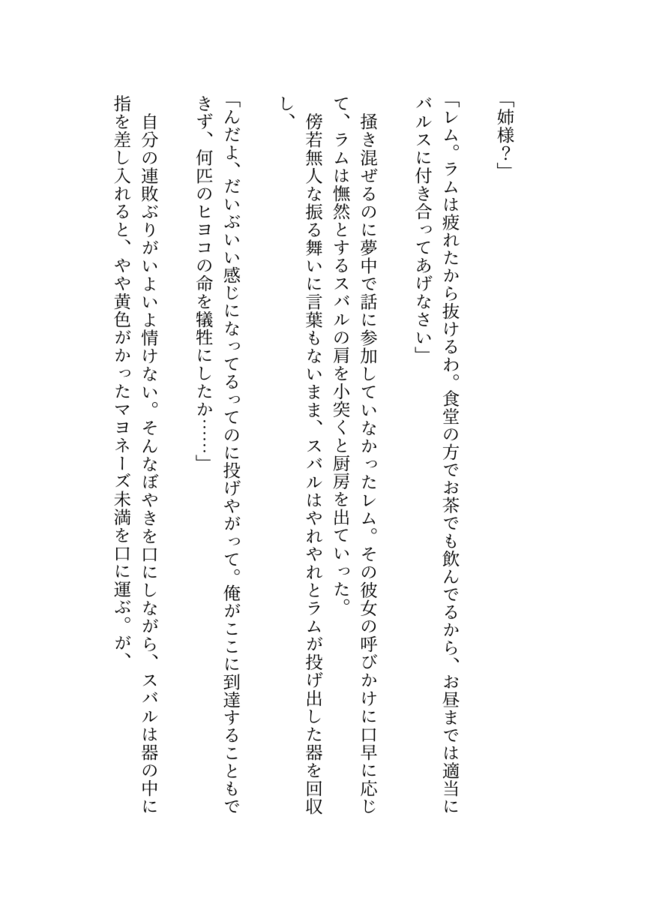 「姉様？」
「レム。ラムは疲れたから抜けるわ。食堂の方でお茶でも飲んでるから、お昼までは適当に
バルスに付き合ってあげなさい」
掻き混ぜるのに夢中で話に参加していなかったレム。その彼女の呼びかけに口早に応じ
て、ラムは憮然とするスバルの肩を小突くと厨房を出ていった。
傍若無人な振る舞いに言葉もないまま、スバルはやれやれとラムが投げ出した器を回収
し、
「んだよ、だいぶいい感じになってるってのに投げやがって。俺がここに到達することもで
きず、何匹のヒヨコの命を犠牲にしたか……」
自分の連敗ぶりがいよいよ情けない。そんなぼやきを口にしながら、スバルは器の中に
指を差し入れると、やや黄色がかったマヨネーズ未満を口に運ぶ。が、